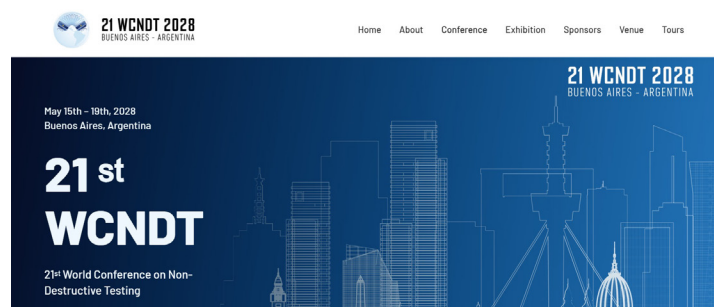 21 WCNDT 2028
BUENOS AIRES - ARGENTINA
Home About Conference Exhibition Sponsors Venue Tours
21 WCNDT 2028
BUENOS AIRES - ARGENTINA
May 15th – 19th, 2028
Buenos Aires, Argentina
21 st
WCNDT
21st World Conference on Non-
Destructive Testing